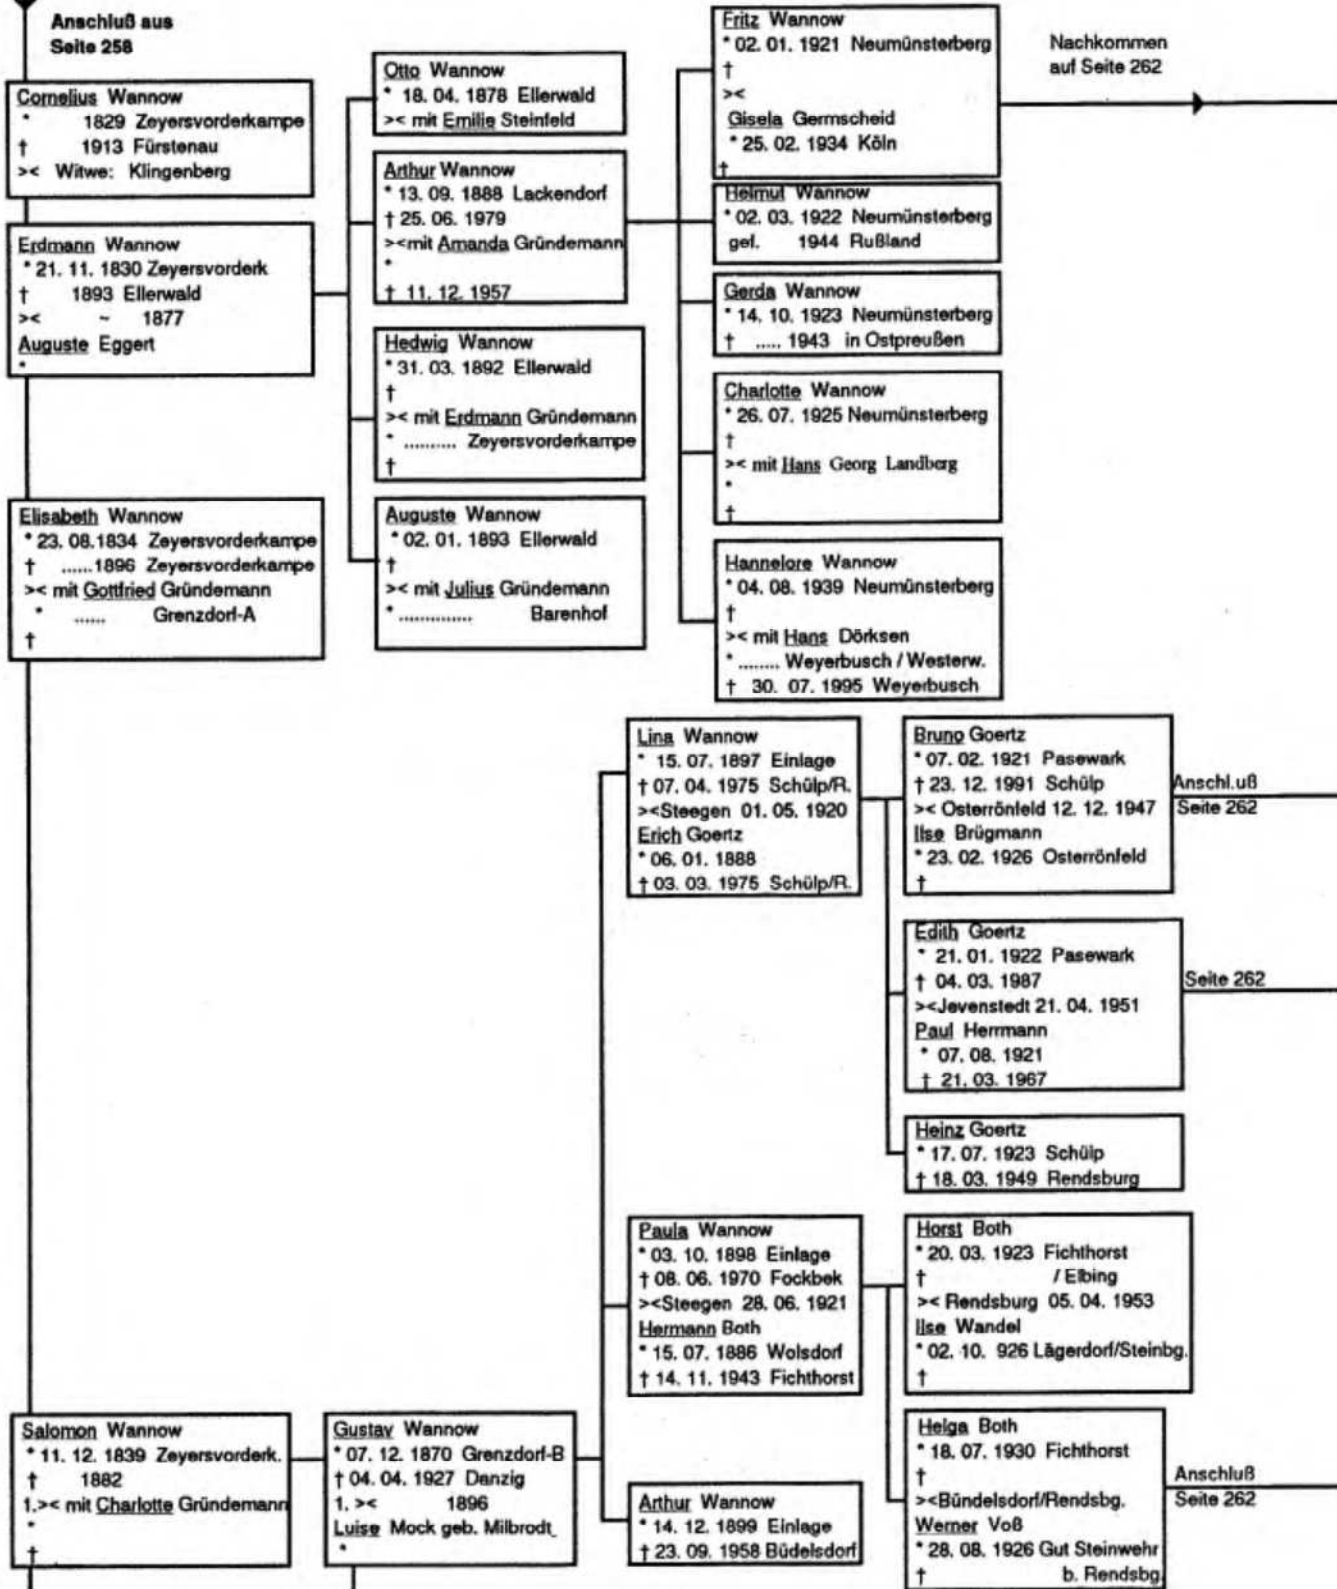 Anschluß aus
Seite 258
Cornelius Wannow
* 1829 Zeyersvorderkampe
† 1913 Fürstenau
>< Witwe: Klingenberg
Erdmann Wannow
* 21. 11. 1830 Zeyersvorderk
† 1893 Ellerwald
>< ~ 1877
Auguste Eggert
*
Elisabeth Wannow
* 23. 08.1834 Zeyersvorderkampe
† ......1896 Zeyersvorderkampe
>< mit Gottfried Gründemann
* ...... Grenzdorf-A
†
Salomon Wannow
* 11. 12. 1839 Zeyersvorderk.
† 1882
1.>< mit Charlotte Gründemann
*
†
Otto Wannow
* 18. 04. 1878 Ellerwald
>< mit Emilie Steinfeld
Arthur Wannow
* 13. 09. 1888 Lackendorf
† 25. 06. 1979
><mit Amanda Gründemann
*
† 11. 12. 1957
Hedwig Wannow
* 31. 03. 1892 Ellerwald
†
>< mit Erdmann Gründemann
* .......... Zeyersvorderkampe
†
Auguste Wannow
* 02. 01. 1893 Ellerwald
†
>< mit Julius Gründemann
* .............. Barenhof
Gustav Wannow
* 07. 12. 1870 Grenzdorf-B
† 04. 04. 1927 Danzig
1. >< 1896
Luise Mock geb. Milbrodt
*
Fritz Wannow
* 02. 01. 1921 Neumünsterberg
†
><
Gisela Germscheid
* 25. 02. 1934 Köln
†
Nachkommen
auf Seite 262
Helmut Wannow
* 02. 03. 1922 Neumünsterberg
gef. 1944 Rußland
Gerda Wannow
* 14. 10. 1923 Neumünsterberg
† ..... 1943 in Ostpreußen
Charlotte Wannow
* 26. 07. 1925 Neumünsterberg
†
>< mit Hans Georg Landberg
*
†
Hannelore Wannow
* 04. 08. 1939 Neumünsterberg
†
>< mit Hans Dörksen
* ........ Weyerbusch / Westerw.
† 30. 07. 1995 Weyerbusch
Lina Wannow
* 15. 07. 1897 Einlage
† 07. 04. 1975 Schülp/R.
><Steegen 01. 05. 1920
Erich Goertz
* 06. 01. 1888
† 03. 03. 1975 Schülp/R.
Paula Wannow
* 03. 10. 1898 Einlage
† 08. 06. 1970 Fockbek
><Steegen 28. 06. 1921
Hermann Both
* 15. 07. 1886 Wolsdorf
† 14. 11. 1943 Fichthorst
Arthur Wannow
* 14. 12. 1899 Einlage
† 23. 09. 1958 Büdelsdorf
Bruno Goertz
* 07. 02. 1921 Pasewark
† 23. 12. 1991 Schülp
>< Osterrönfeld 12. 12. 1947
Ilse Brügmann
* 23. 02. 1926 Osterrönfeld
†
Anschl.uß
Seite 262
Edith Goertz
* 21. 01. 1922 Pasewark
† 04. 03. 1987
><Jevenstedt 21. 04. 1951
Paul Herrmann
* 07. 08. 1921
† 21. 03. 1967
Seite 262
Heinz Goertz
* 17. 07. 1923 Schülp
† 18. 03. 1949 Rendsburg
Horst Both
* 20. 03. 1923 Fichthorst
† / Elbing
>< Rendsburg 05. 04. 1953
Ilse Wandel
* 02. 10. 926 Lägerdorf/Steinbg.
†
Helga Both
* 18. 07. 1930 Fichthorst
†
><Bündelsdorf/Rendsbg.
Werner Voß
* 28. 08. 1926 Gut Steinwehr
† b. Rendsbg.
Anschluß
Seite 262